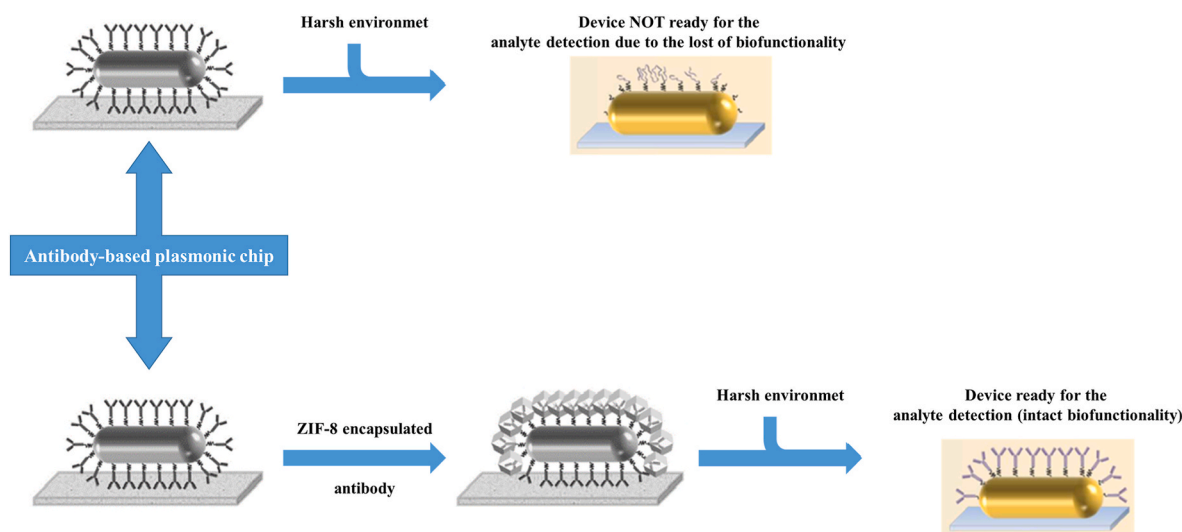 Harsh environmet
Device NOT ready for the
analyte detection due to the lost of biofunctionality
Antibody-based plasmonic chip
ZIF-8 encapsulated
antibody
Harsh environmet
Device ready for the
analyte detection (intact biofunctionality)